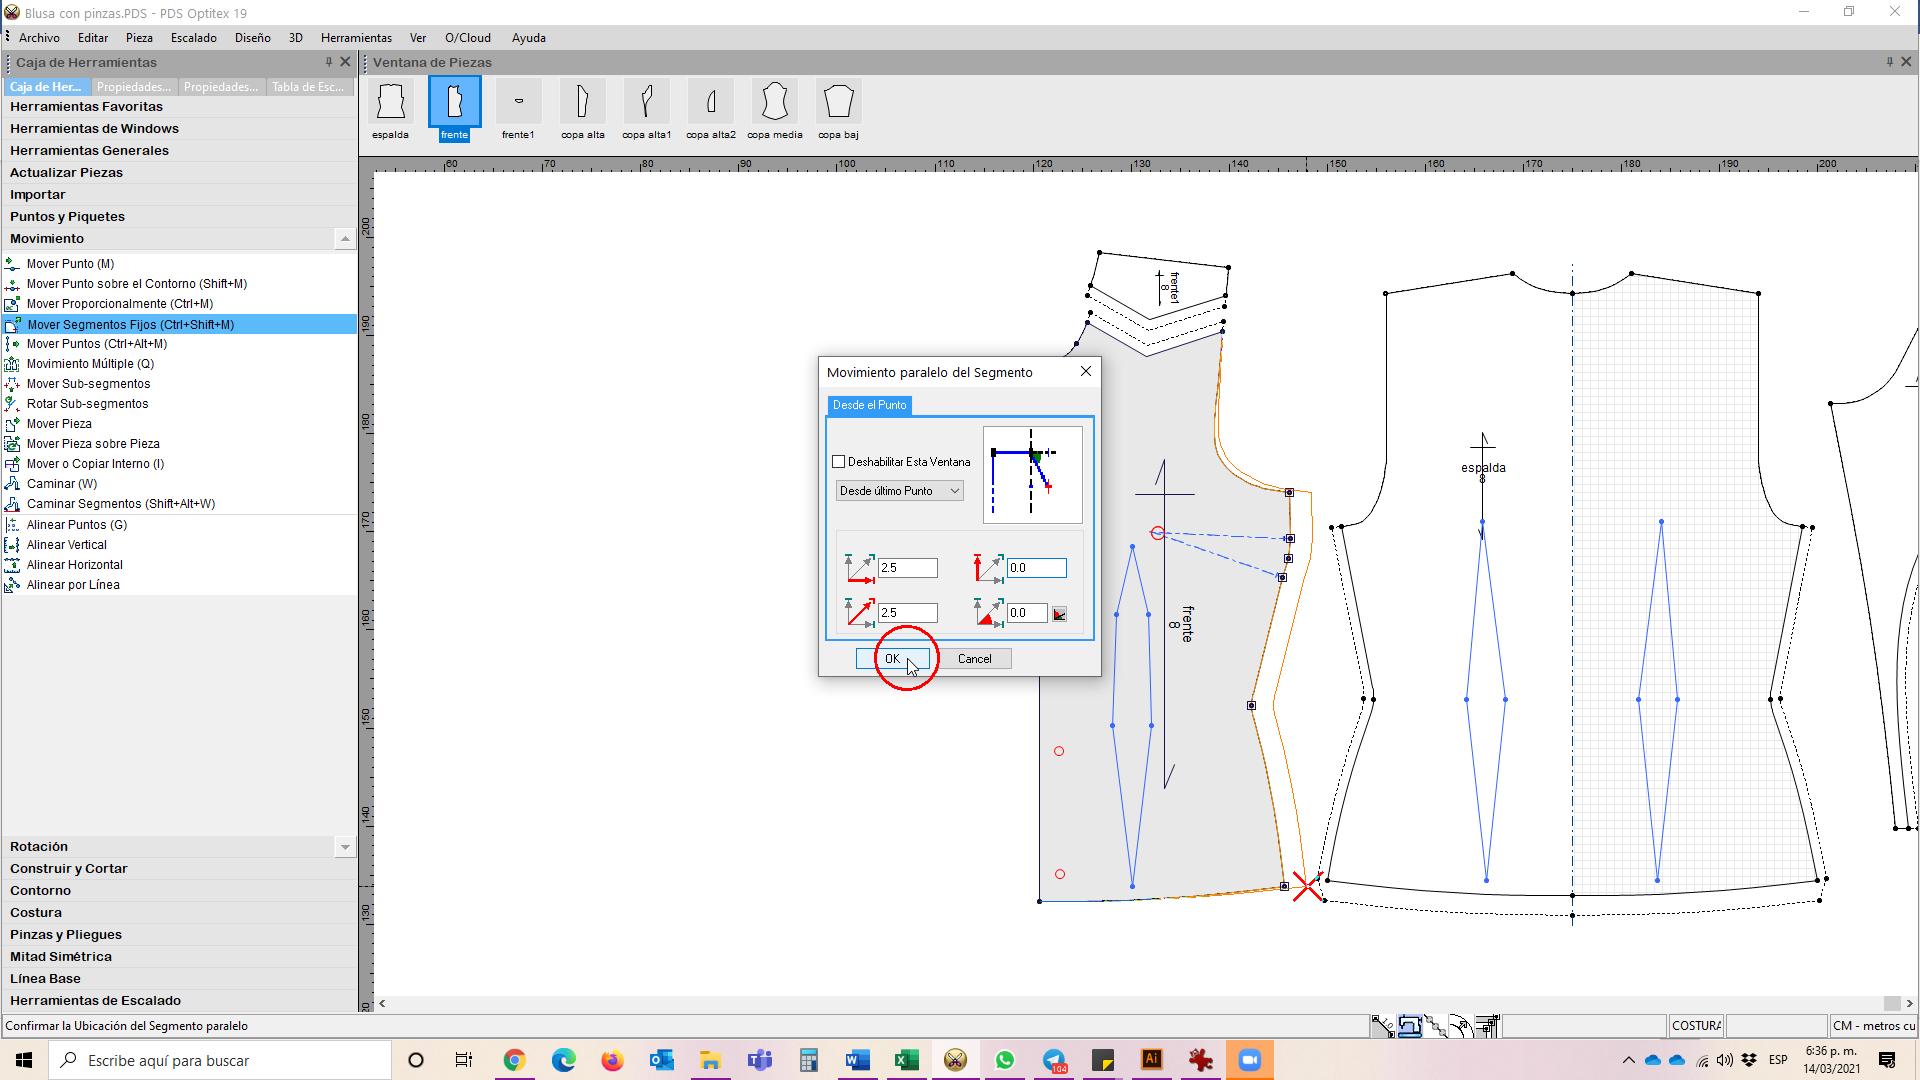 Blusa con pinzas.PDS - PDS Optitex 19
Archivo Editar Pieza Escalado Diseño 3D Herramientas Ver O/Cloud Ayuda
Caja de Herramientas
Ventana de Piezas
Caja de Her... Propiedades... Propiedades... Tabla de Esc...
Herramientas Favoritas
Herramientas de Windows
Herramientas Generales
Actualizar Piezas
Importar
Puntos y Piquetes
Movimiento
Mover Punto (M)
Mover Punto sobre el Contorno (Shift+M)
Mover Proporcionalmente (Ctrl+M)
Mover Segmentos Fijos (Ctrl+Shift+M)
Mover Puntos (Ctrl+Alt+M)
Movimiento Múltiple (Q)
Mover Sub-segmentos
Rotar Sub-segmentos
Mover Pieza
Mover Pieza sobre Pieza
Mover o Copiar Interno (I)
Caminar (W)
Caminar Segmentos (Shift+Alt+W)
Alinear Puntos (G)
Alinear Vertical
Alinear Horizontal
Alinear por Línea
Rotación
Construir y Cortar
Contorno
Costura
Pinzas y Pliegues
Mitad Simétrica
Línea Base
Herramientas de Escalado
espalda frente frente1 copa alta copa alta1 copa alta2 copa media copa baj
60 70 80 90 100 110 120 130 140 150 160 170 180 190 200
200
190
180
170
160
150
140
130
frente1
8
frente
8
espalda
8
Movimiento paralelo del Segmento
Desde el Punto
Deshabilitar Esta Ventana
Desde último Punto
2.5 0.0
2.5 0.0
OK Cancel
Confirmar la Ubicación del Segmento paralelo
COSTURA
CM - metros cu
Escribe aquí para buscar
104
ESP
6:36 p. m.
14/03/2021